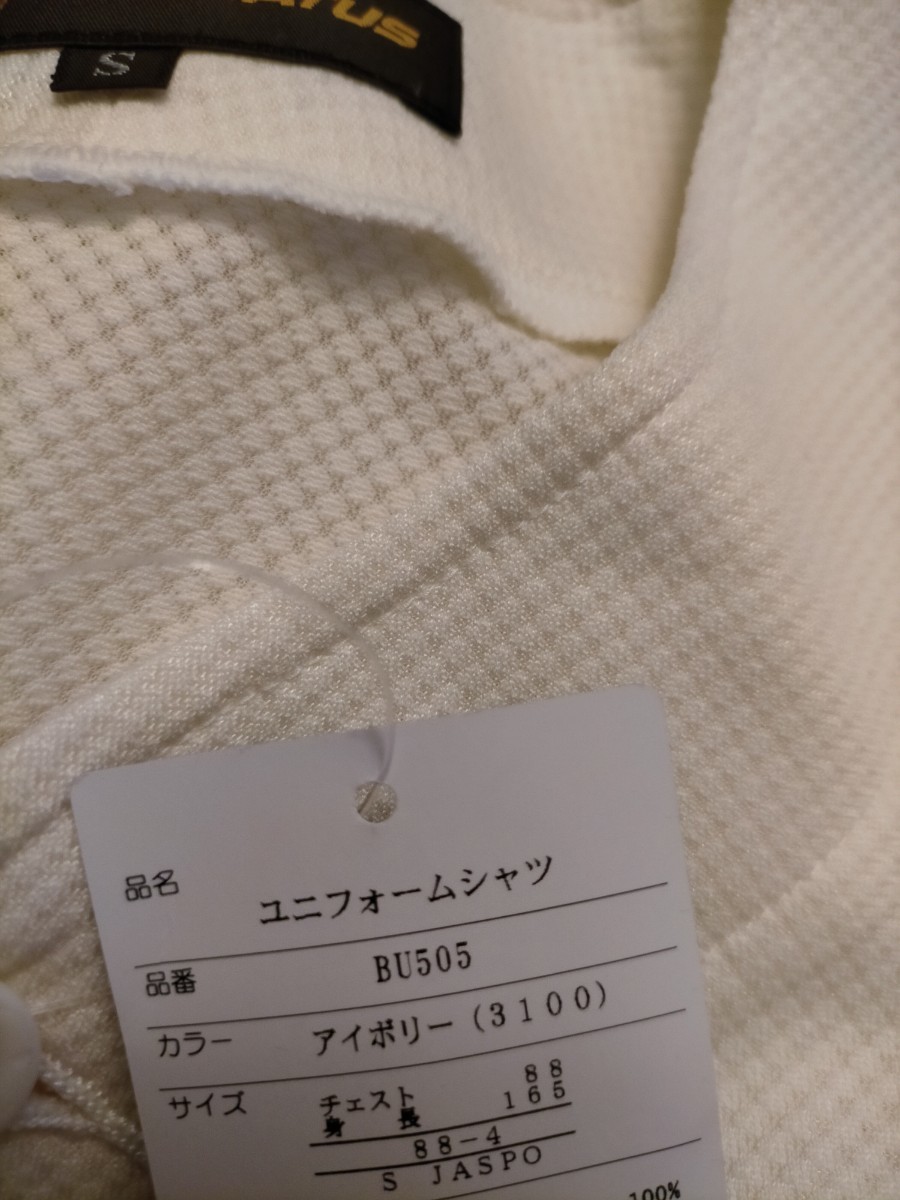 S
品名 ユニフォームシャツ
品番 BU505
カラー アイボリー(3100)
サイズ チェスト 88
身長 165
88-4
S JASPO
100%